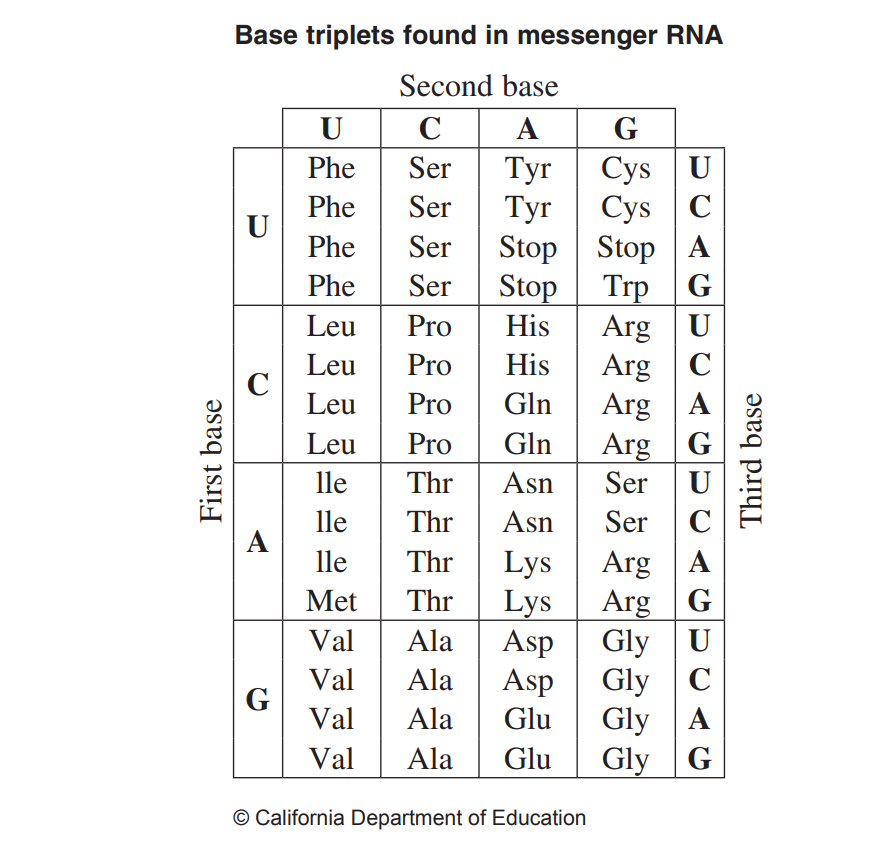 Base triplets found in messenger RNA
Second base
U C A G
Phe Ser Tyr Cys U
Phe Ser Tyr Cys C
U
Phe Ser Stop Stop A
Phe Ser Stop Trp G
Leu Pro His Arg U
Leu Pro His Arg C
C
Leu Pro Gln Arg A
Leu Pro Gln Arg G
First base
lle Thr Asn Ser U
lle Thr Asn Ser C
A
lle Thr Lys Arg A
Met Thr Lys Arg G
Third base
Val Ala Asp Gly U
Val Ala Asp Gly C
G
Val Ala Glu Gly A
Val Ala Glu Gly G
© California Department of Education